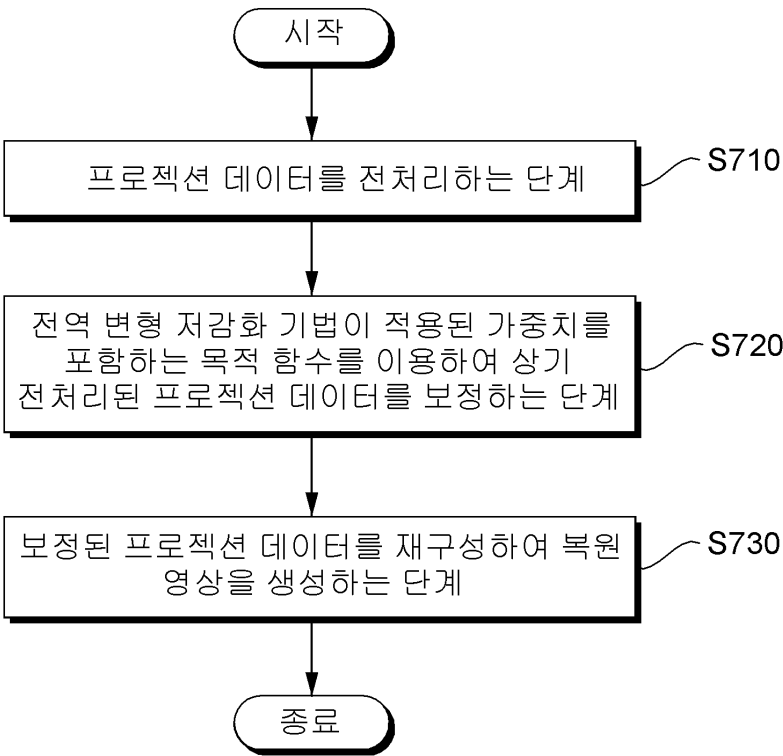 시작
프로젝션 데이터를 전처리하는 단계
S710
전역 변형 저감화 기법이 적용된 가중치를
포함하는 목적 함수를 이용하여 상기
전처리된 프로젝션 데이터를 보정하는 단계
S720
보정된 프로젝션 데이터를 재구성하여 복원
영상을 생성하는 단계
S730
종료